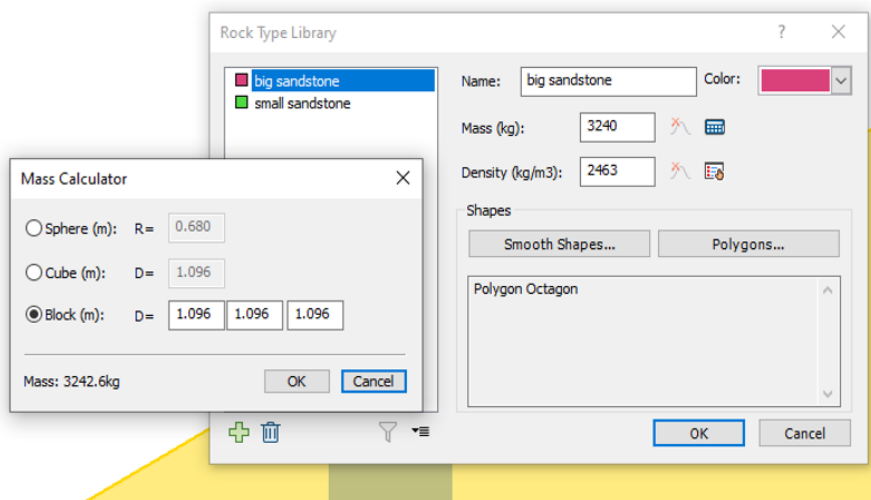 Rock Type Library
big sandstone
small sandstone
Name: big sandstone Color:
Mass (kg): 3240
Density (kg/m3): 2463
Shapes
Smooth Shapes... Polygons...
Polygon Octagon
OK Cancel
Mass Calculator
Sphere (m): R= 0.680
Cube (m): D= 1.096
Block (m): D= 1.096 1.096 1.096
Mass: 3242.6kg OK Cancel